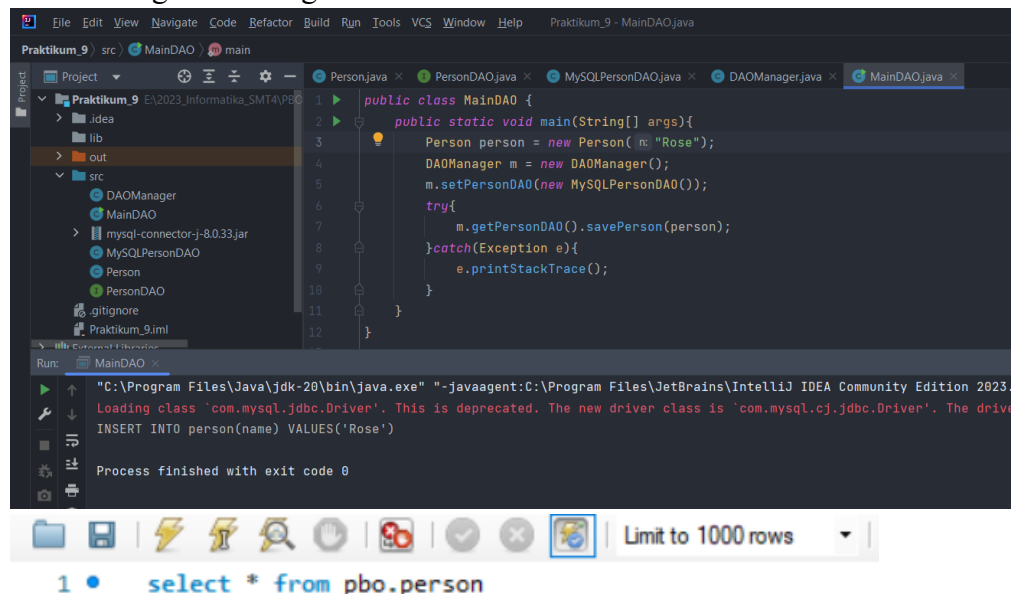 File Edit View Navigate Code Refactor Build Run Tools VCS Window Help Praktikum_9 - MainDAO.java
Praktikum_9 src MainDAO main
Project
Project
Person.java PersonDAO.java MySQLPersonDAO.java DAOManager.java MainDAO.java
Praktikum_9 E:\2023_Informatika_SMT4\PBO
.idea
lib
out
src
DAOManager
MainDAO
mysql-connector-j-8.0.33.jar
MySQLPersonDAO
Person
PersonDAO
.gitignore
Praktikum_9.iml
External Libraries
1 public class MainDAO {
2 public static void main(String[] args){
3 Person person = new Person( n: "Rose");
4 DAOManager m = new DAOManager();
5 m.setPersonDAO(new MySQLPersonDAO());
6 try{
7 m.getPersonDAO().savePerson(person);
8 }catch(Exception e){
9 e.printStackTrace();
10 }
11 }
12 }
Run: MainDAO
"C:\Program Files\Java\jdk-20\bin\java.exe" "-javaagent:C:\Program Files\JetBrains\IntelliJ IDEA Community Edition 2023.
Loading class `com.mysql.jdbc.Driver'. This is deprecated. The new driver class is `com.mysql.cj.jdbc.Driver'. The drive
INSERT INTO person(name) VALUES('Rose')
Process finished with exit code 0
Limit to 1000 rows
1 select * from pbo.person